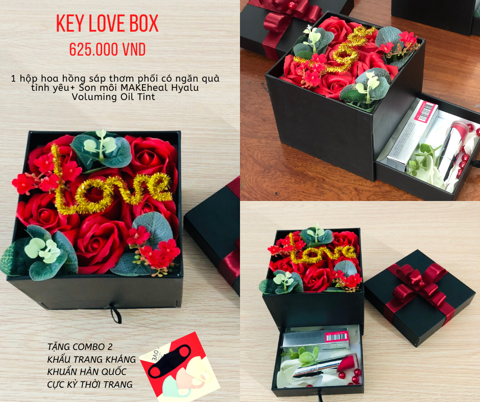 KEY LOVE BOX
625.000 VND
1 hộp hoa hồng sáp thơm phối có ngăn quà
tình yêu+ Son môi MAKEheal Hyalu
Voluming Oil Tint
Love
TẶNG COMBO 2
KHẨU TRANG KHÁNG
KHUẨN HÀN QUỐC
CỰC KỲ THỜI TRANG